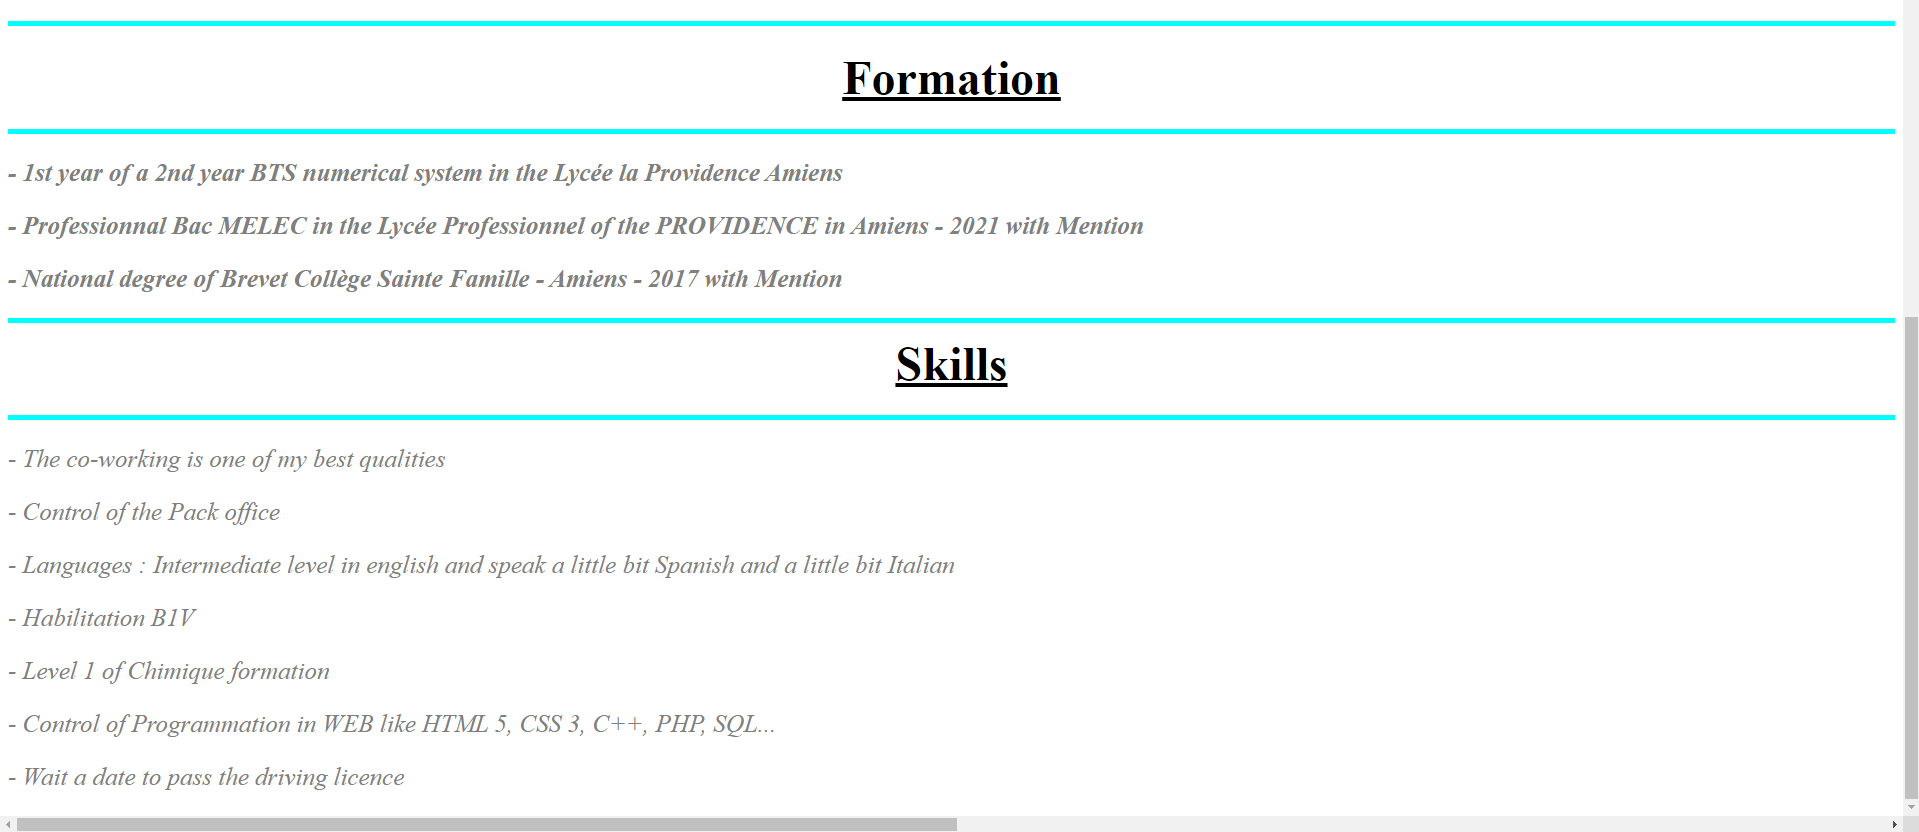 Formation
- 1st year of a 2nd year BTS numerical system in the Lycée la Providence Amiens
- Professionnal Bac MELEC in the Lycée Professionnel of the PROVIDENCE in Amiens - 2021 with Mention
- National degree of Brevet Collège Sainte Famille - Amiens - 2017 with Mention
Skills
- The co-working is one of my best qualities
- Control of the Pack office
- Languages : Intermediate level in english and speak a little bit Spanish and a little bit Italian
- Habilitation B1V
- Level 1 of Chimique formation
- Control of Programmation in WEB like HTML 5, CSS 3, C++, PHP, SQL...
- Wait a date to pass the driving licence